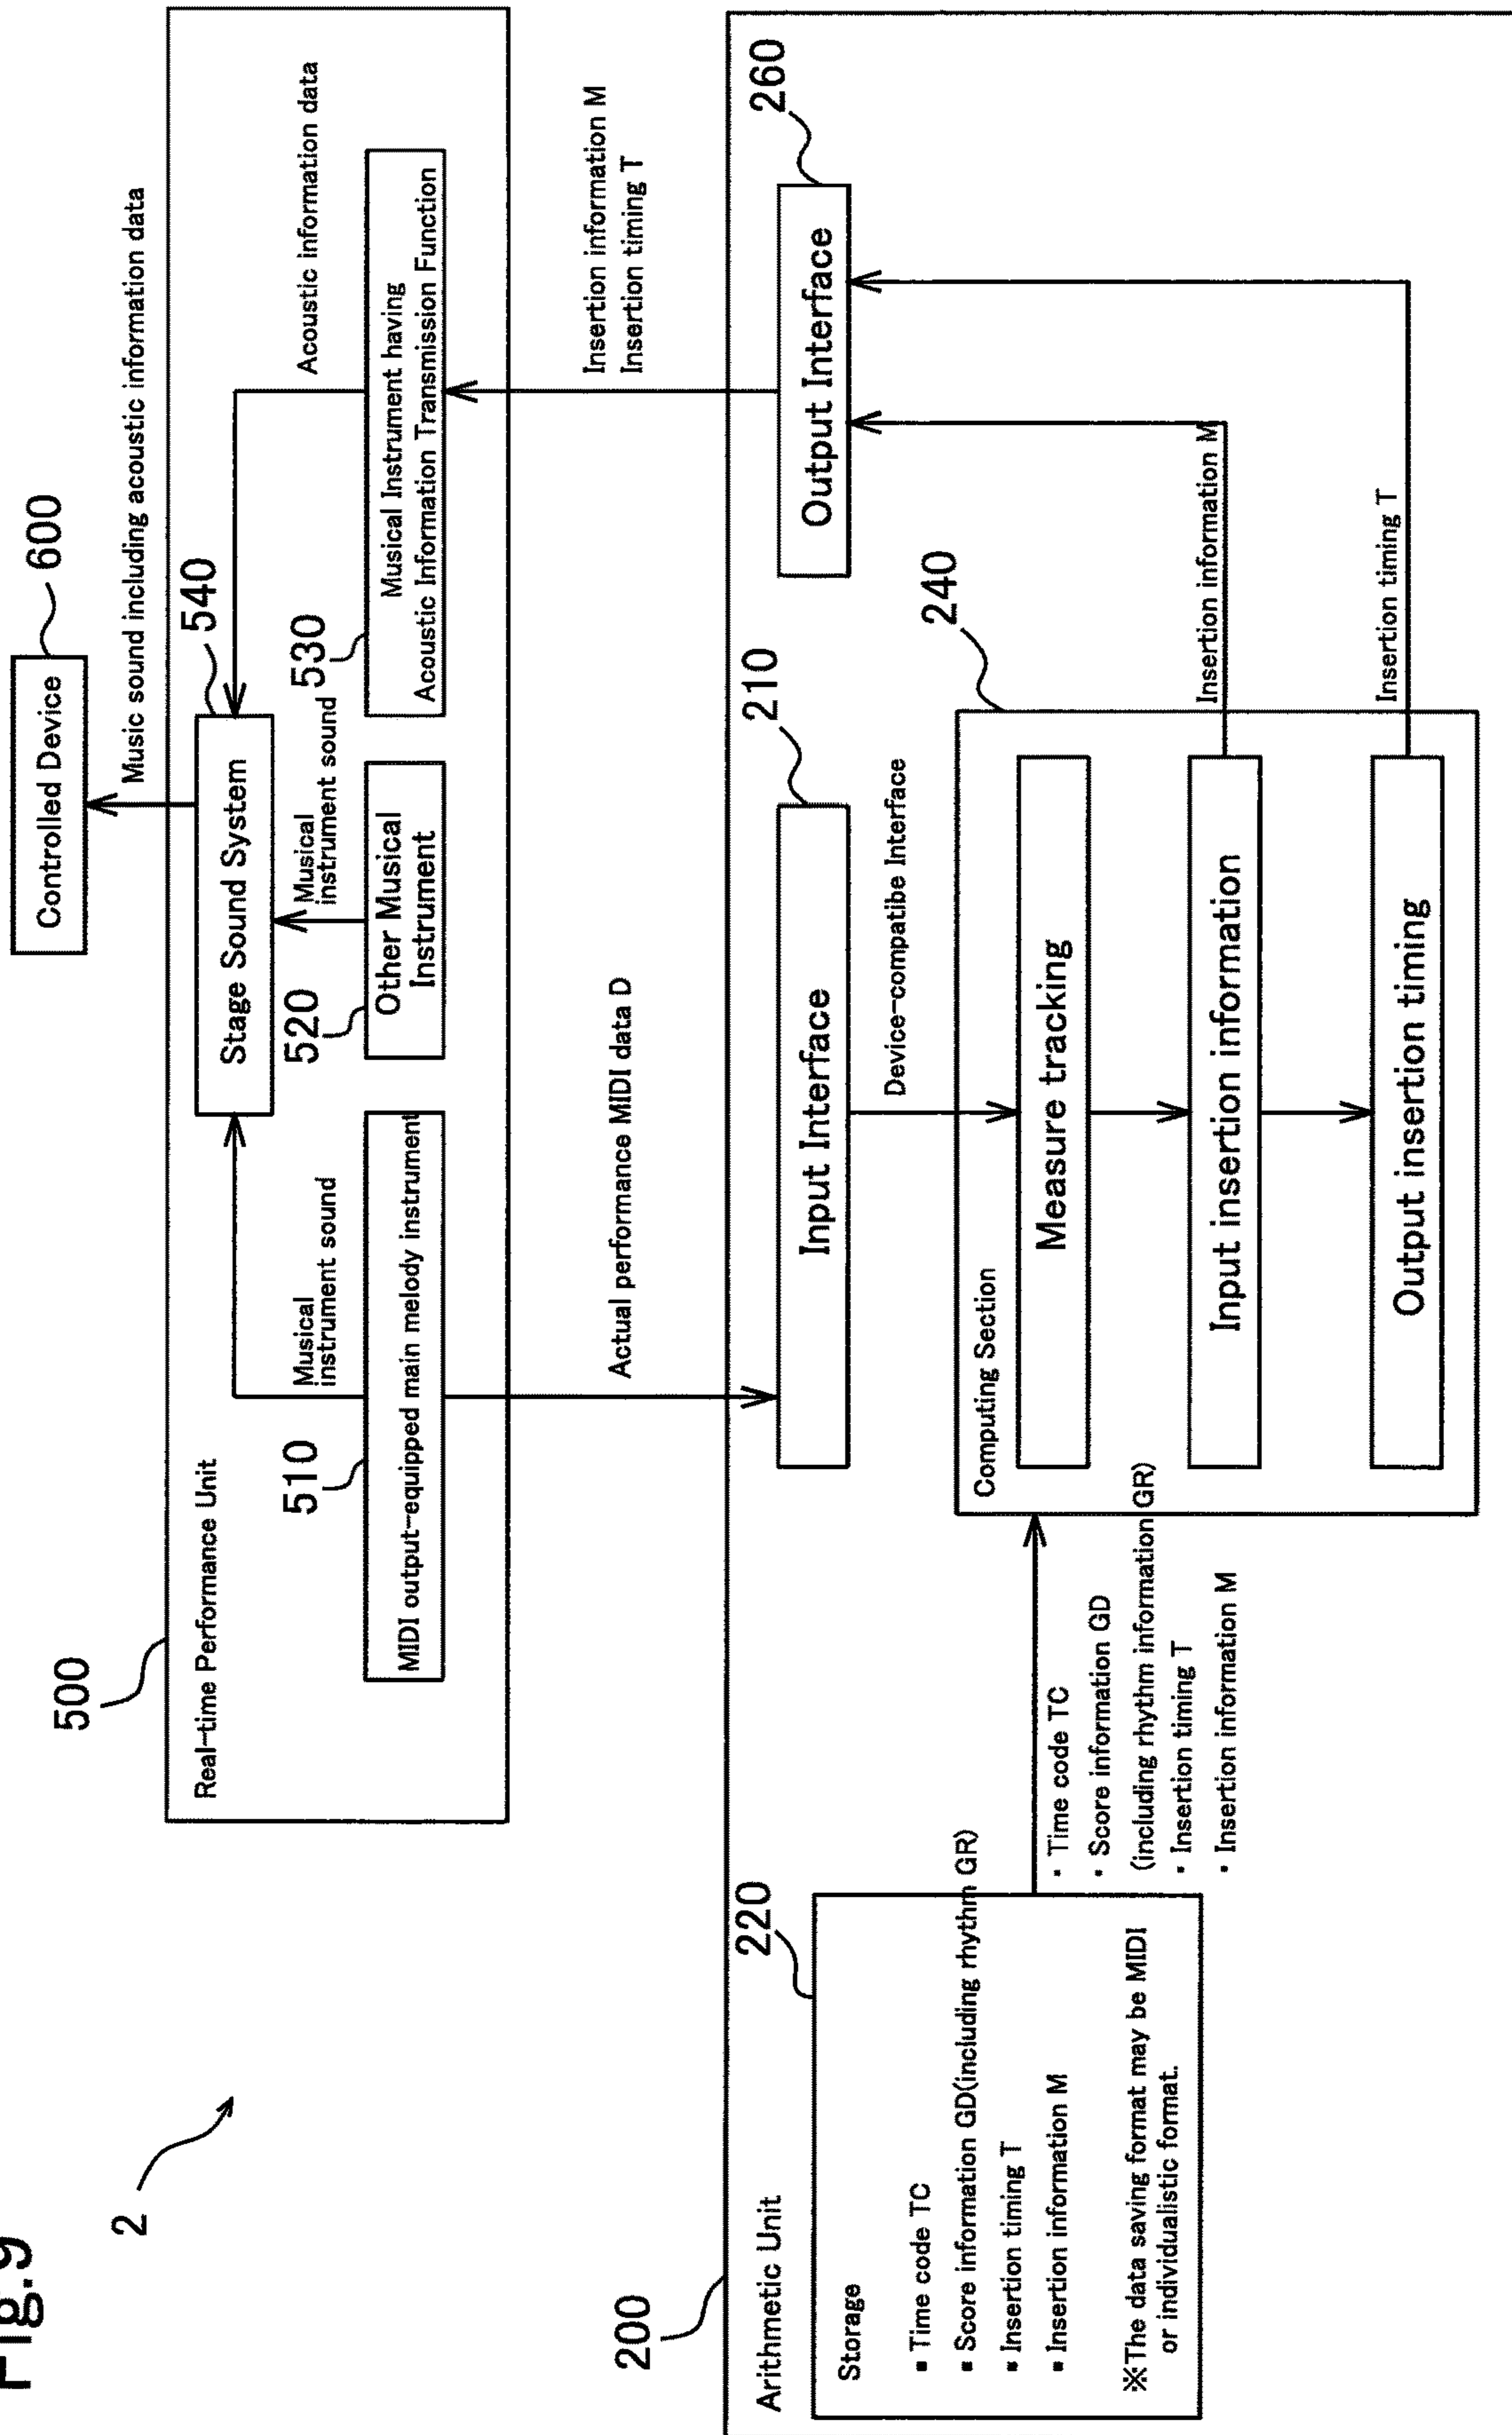 Fig.9
2
600
Controlled Device
Music sound including acoustic information data
500
Real-time Performance Unit
540
Stage Sound System
Acoustic information data
Musical
instrument sound
Musical
instrument sound
510
MIDI output-equipped main melody instrument
520
Other Musical
Instrument
530
Musical Instrument having
Acoustic Information Transmission Function
Actual performance MIDI data D
Insertion information M
Insertion timing T
200
Arithmetic Unit
210
Input Interface
260
Output Interface
Device-compatibe Interface
220
Storage
▪ Time code TC
▪ Score information GD(including rhythm GR)
▪ Insertion timing T
▪ Insertion information M
※The data saving format may be MIDI
or individualistic format.
・Time code TC
・Score information GD
(including rhythm information GR)
・Insertion timing T
・Insertion information M
240
Computing Section
Measure tracking
Input insertion information
Output insertion timing
Insertion information M
Insertion timing T